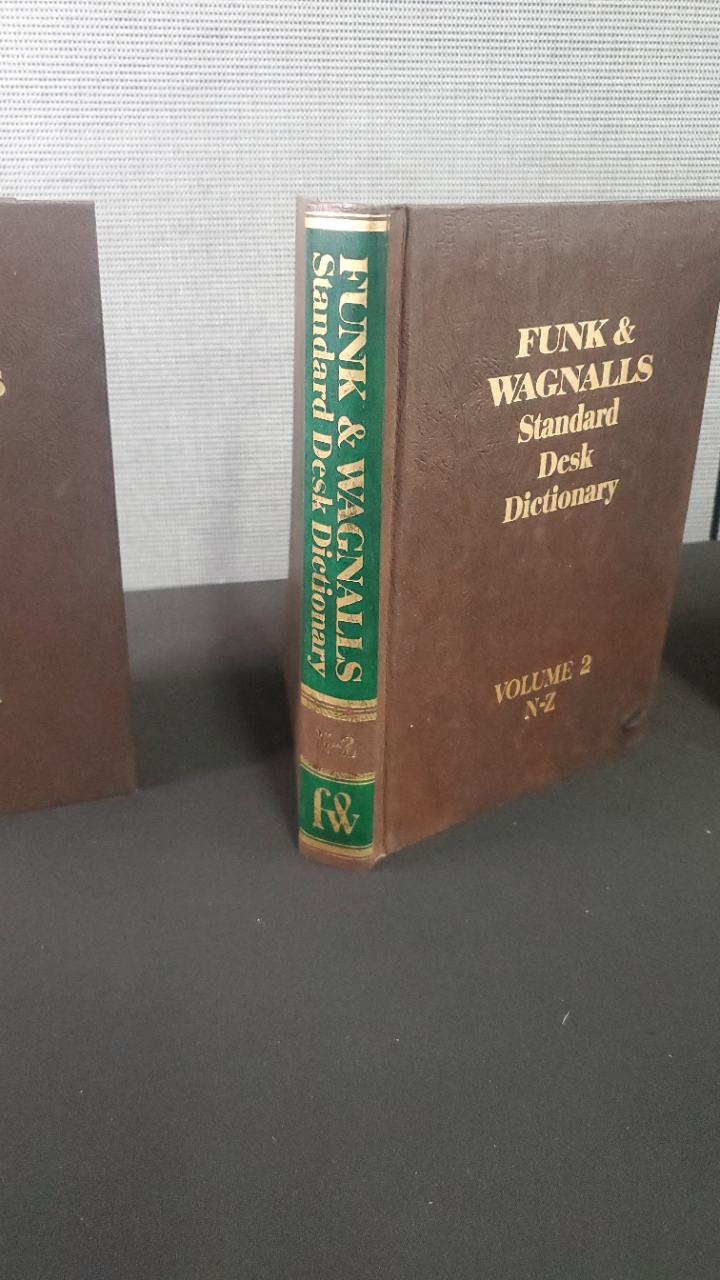 FUNK & WAGNALLS
Standard Desk Dictionary
N-Z
f&w
FUNK &
WAGNALLS
Standard
Desk
Dictionary
VOLUME 2
N-Z
S